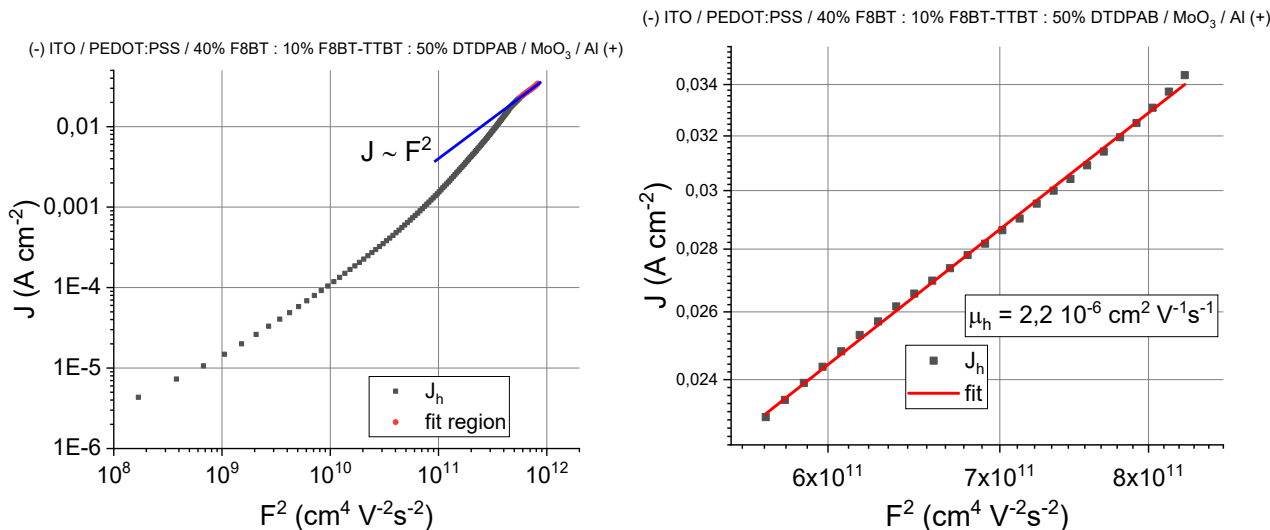 (-) ITO / PEDOT:PSS / 40% F8BT : 10% F8BT-TTBT : 50% DTDPAB / MoO₃ / Al (+)
J (A cm⁻²)
0,01
0,001
1E-4
1E-5
1E-6
J ~ F²
J_h
fit region
10⁸ 10⁹ 10¹⁰ 10¹¹ 10¹²
F² (cm⁴ V⁻²s⁻²)
(-) ITO / PEDOT:PSS / 40% F8BT : 10% F8BT-TTBT : 50% DTDPAB / MoO₃ / Al (+)
J (A cm⁻²)
0,034
0,032
0,03
0,028
0,026
0,024
μ_h = 2,2 10⁻⁶ cm² V⁻¹s⁻¹
J_h
fit
6x10¹¹ 7x10¹¹ 8x10¹¹
F² (cm⁴ V⁻²s⁻²)